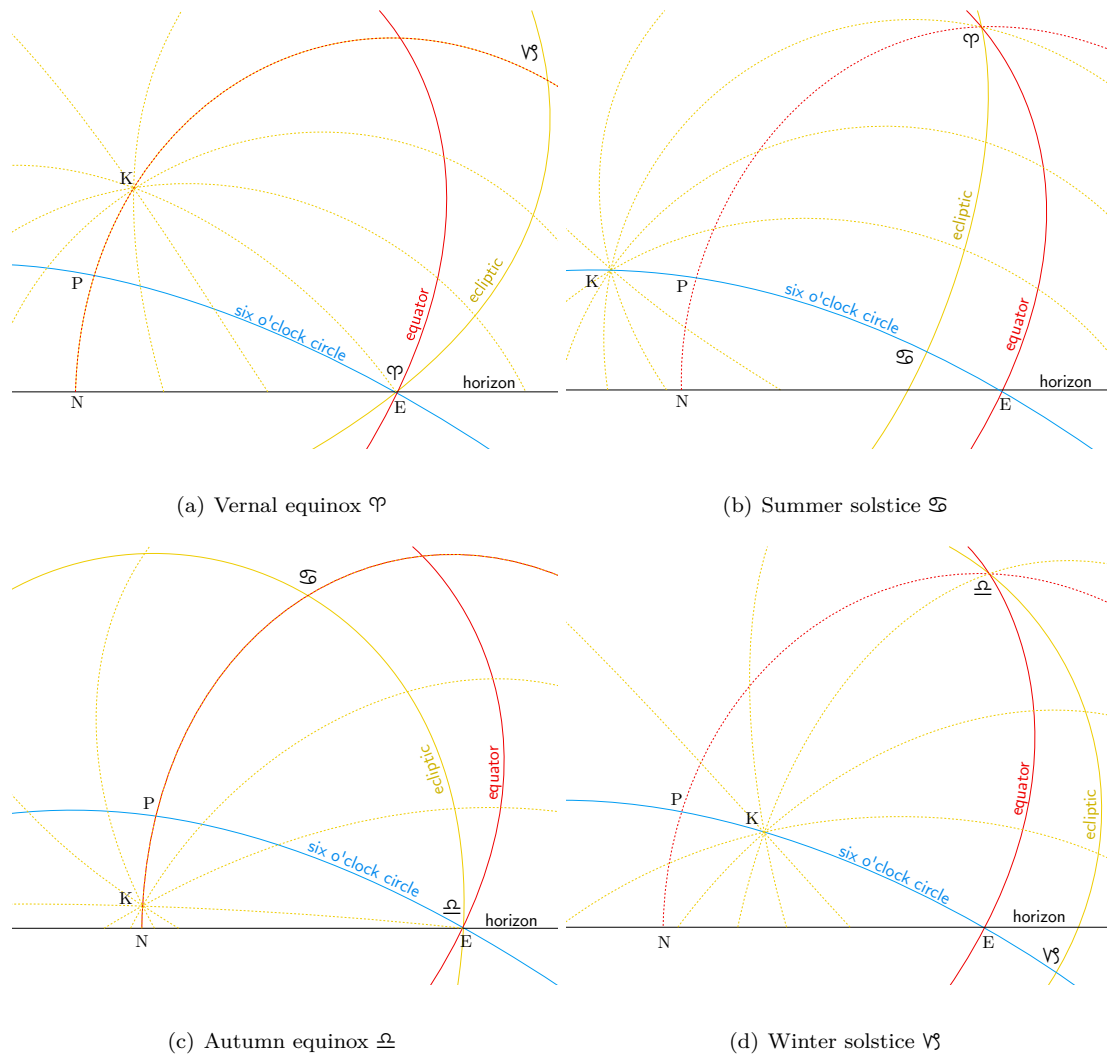 ♑
K
ecliptic
P
six o'clock circle
equator
♈
horizon
N
E
(a) Vernal equinox ♈
♈
ecliptic
K
P
six o'clock circle
equator
♋
horizon
N
E
(b) Summer solstice ♋
♋
ecliptic
equator
P
six o'clock circle
K
♎
horizon
N
E
(c) Autumn equinox ♎
♎
equator
ecliptic
P
K
six o'clock circle
horizon
N
E
♑
(d) Winter solstice ♑